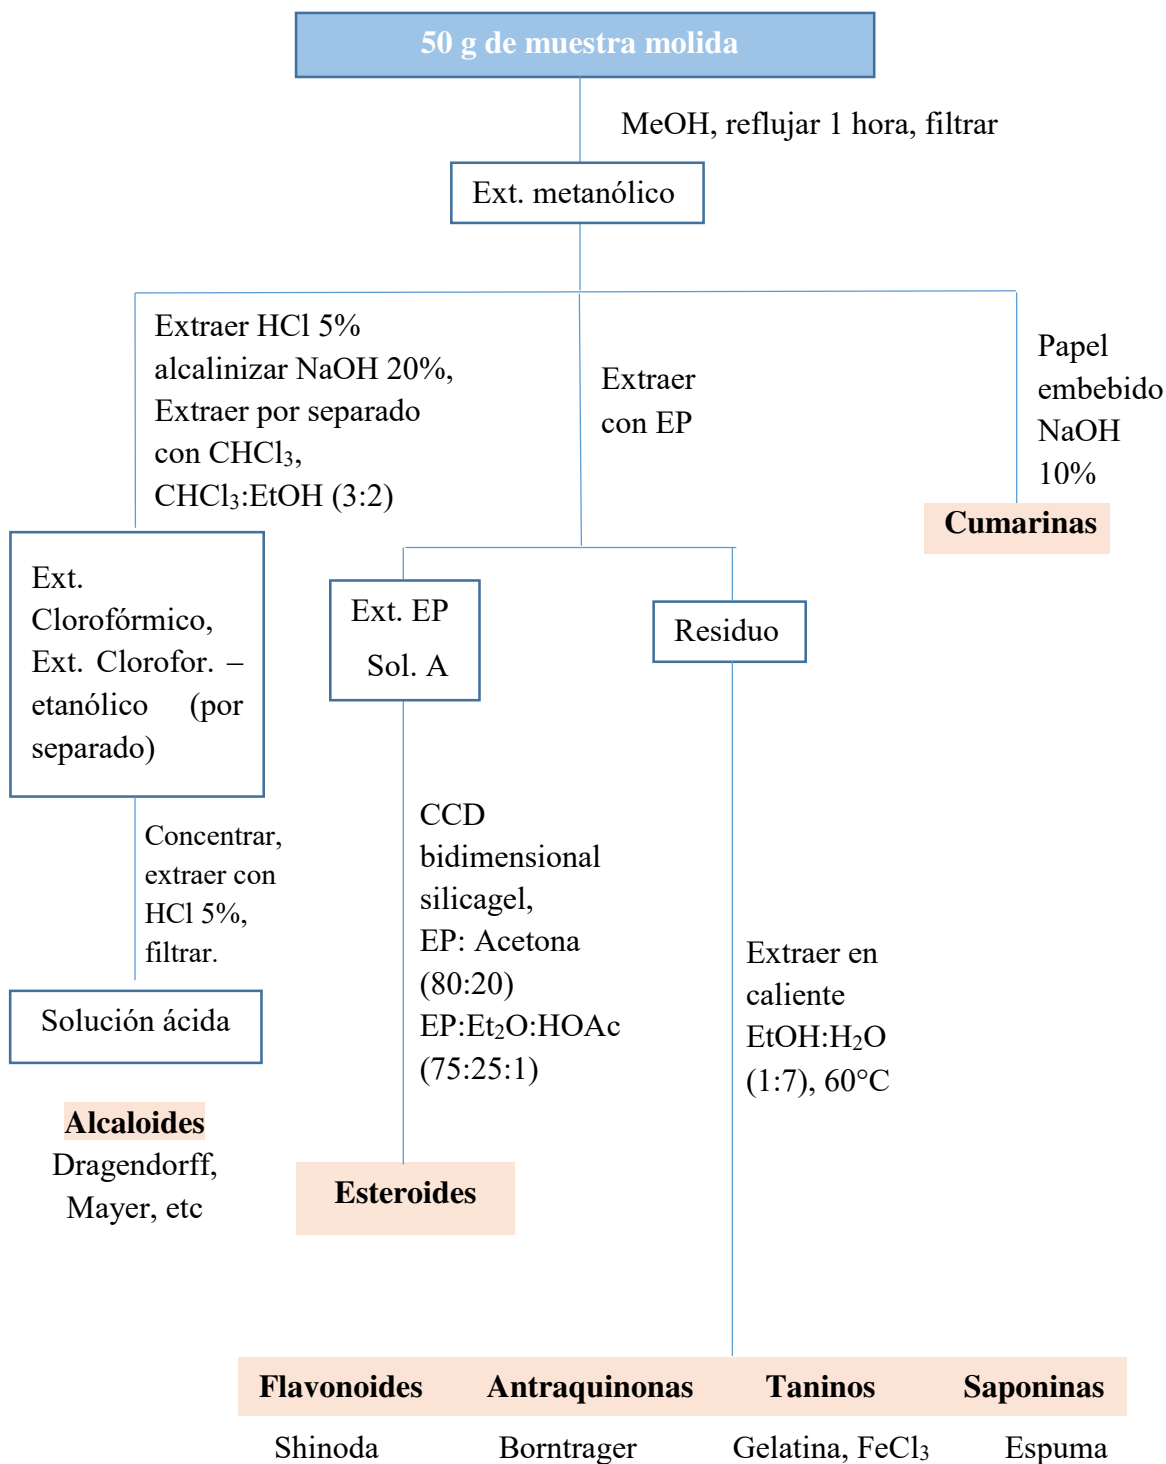 50 g de muestra molida
MeOH, reflujar 1 hora, filtrar
Ext. metanólico
Extraer HCl 5%
alcalinizar NaOH 20%,
Extraer por separado
con CHCl₃,
CHCl₃:EtOH (3:2)
Extraer
con EP
Papel
embebido
NaOH
10%
Cumarinas
Ext.
Clorofórmico,
Ext. Clorofor. –
etanólico (por
separado)
Ext. EP
Sol. A
Residuo
Concentrar,
extraer con
HCl 5%,
filtrar.
CCD
bidimensional
silicagel,
EP: Acetona
(80:20)
EP:Et₂O:HOAc
(75:25:1)
Extraer en
caliente
EtOH:H₂O
(1:7), 60°C
Solución ácida
Alcaloides
Dragendorff,
Mayer, etc
Esteroides
Flavonoides Antraquinonas Taninos Saponinas
Shinoda Borntrager Gelatina, FeCl₃ Espuma